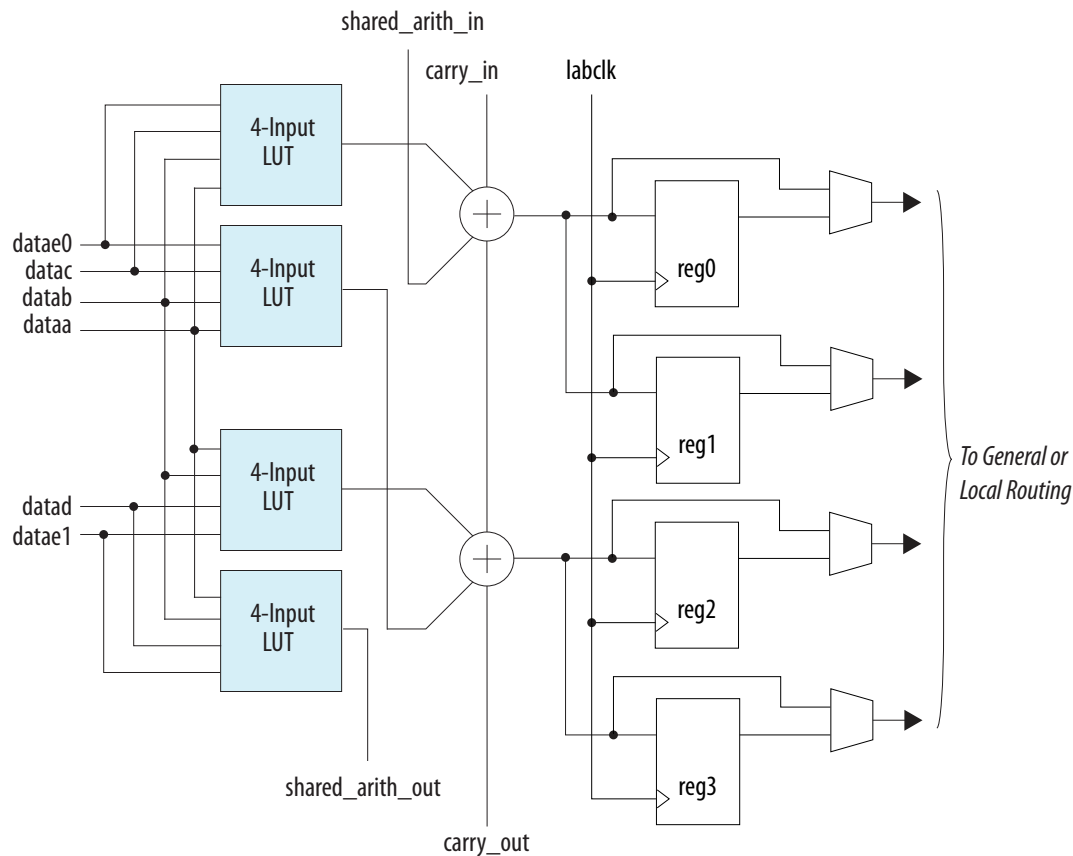 shared_arith_in
carry_in
labclk
4-Input
LUT
datae0
datac
datab
dataa
4-Input
LUT
reg0
reg1
4-Input
LUT
datad
datae1
To General or
Local Routing
4-Input
LUT
reg2
reg3
shared_arith_out
carry_out